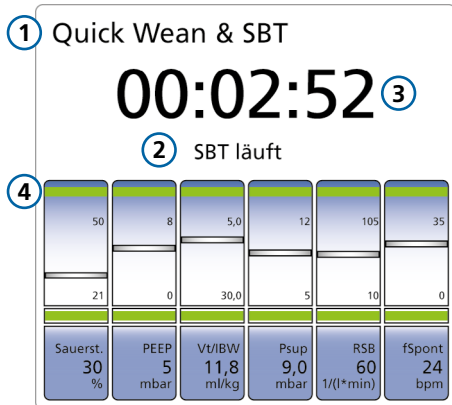 1 Quick Wean & SBT
00:02:52 3
2 SBT läuft
4
50 8 5,0 12 105 35
21 0 30,0 5 10 0
Sauerst. PEEP Vt/IBW Psup RSB fSpont
30 5 11,8 9,0 60 24
% mbar ml/kg mbar 1/(l*min) bpm